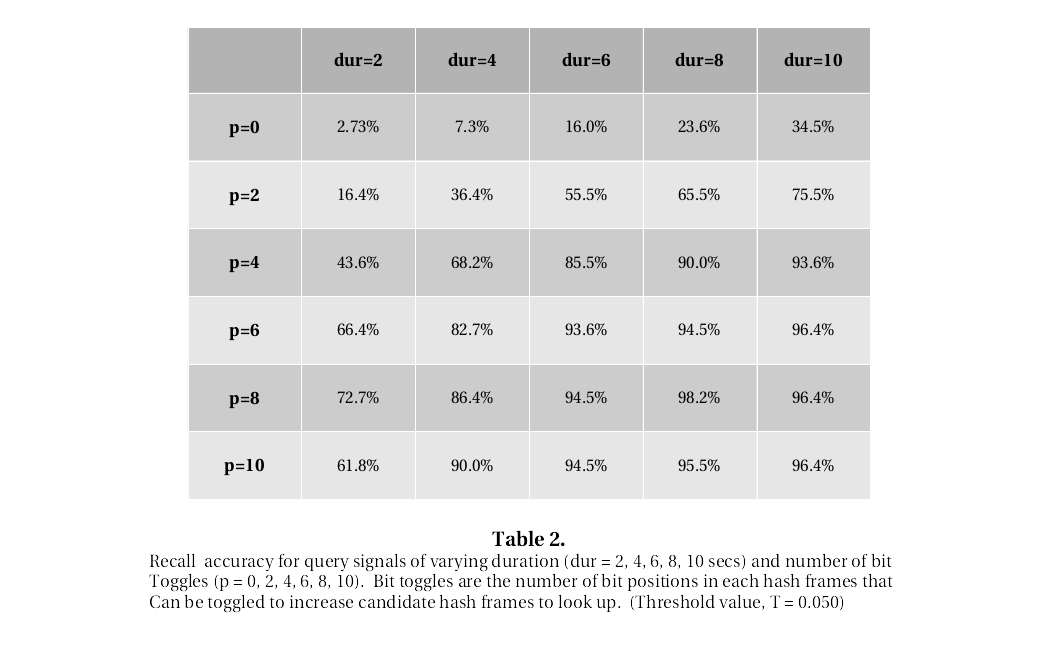 dur=2 dur=4 dur=6 dur=8 dur=10
p=0 2.73% 7.3% 16.0% 23.6% 34.5%
p=2 16.4% 36.4% 55.5% 65.5% 75.5%
p=4 43.6% 68.2% 85.5% 90.0% 93.6%
p=6 66.4% 82.7% 93.6% 94.5% 96.4%
p=8 72.7% 86.4% 94.5% 98.2% 96.4%
p=10 61.8% 90.0% 94.5% 95.5% 96.4%
Table 2.
Recall accuracy for query signals of varying duration (dur = 2, 4, 6, 8, 10 secs) and number of bit
Toggles (p = 0, 2, 4, 6, 8, 10). Bit toggles are the number of bit positions in each hash frames that
Can be toggled to increase candidate hash frames to look up. (Threshold value, T = 0.050)